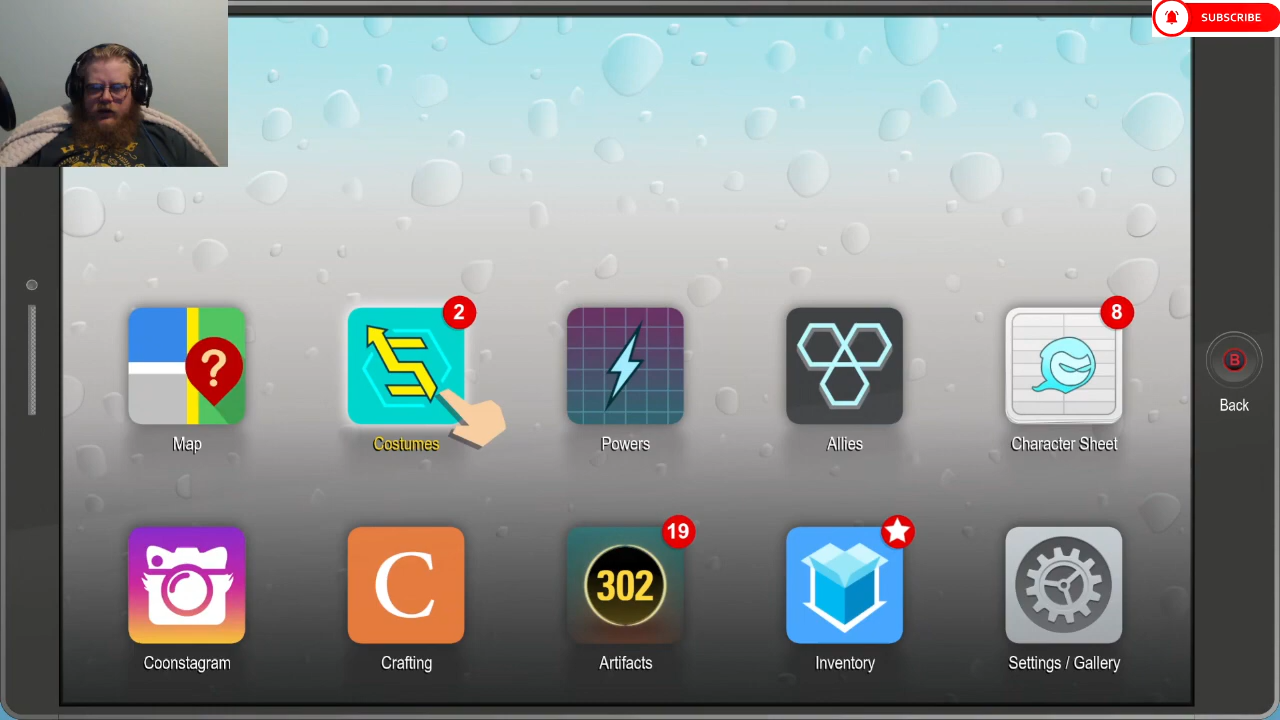 SUBSCRIBE
2
8
?
B
Back
Map
Costumes
Powers
Allies
Character Sheet
19
C
302
Coonstagram
Crafting
Artifacts
Inventory
Settings / Gallery